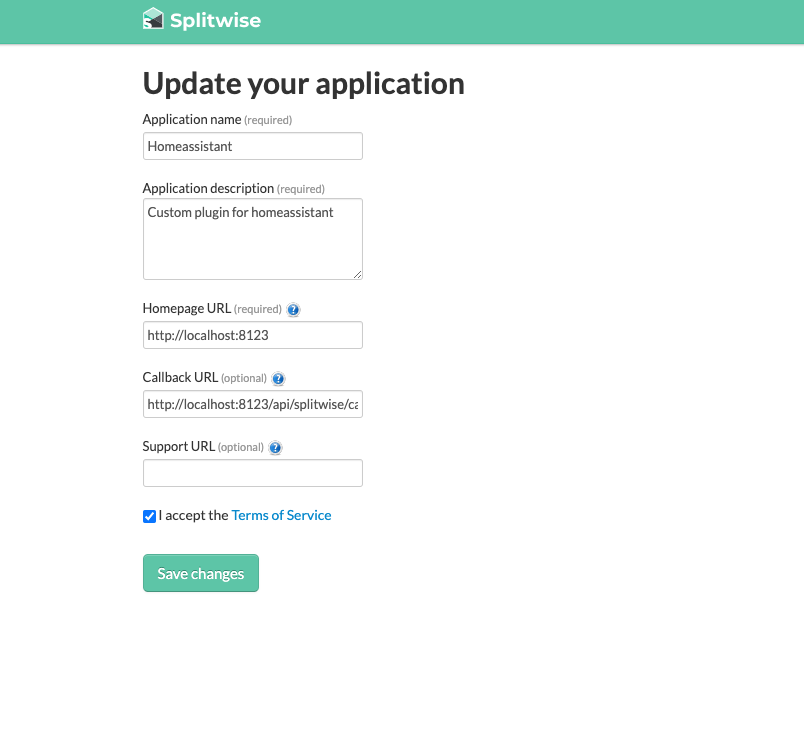 Splitwise
Update your application
Application name (required)
Homeassistant
Application description (required)
Custom plugin for homeassistant
Homepage URL (required) ?
http://localhost:8123
Callback URL (optional) ?
http://localhost:8123/api/splitwise/ca
Support URL (optional) ?
I accept the Terms of Service
Save changes